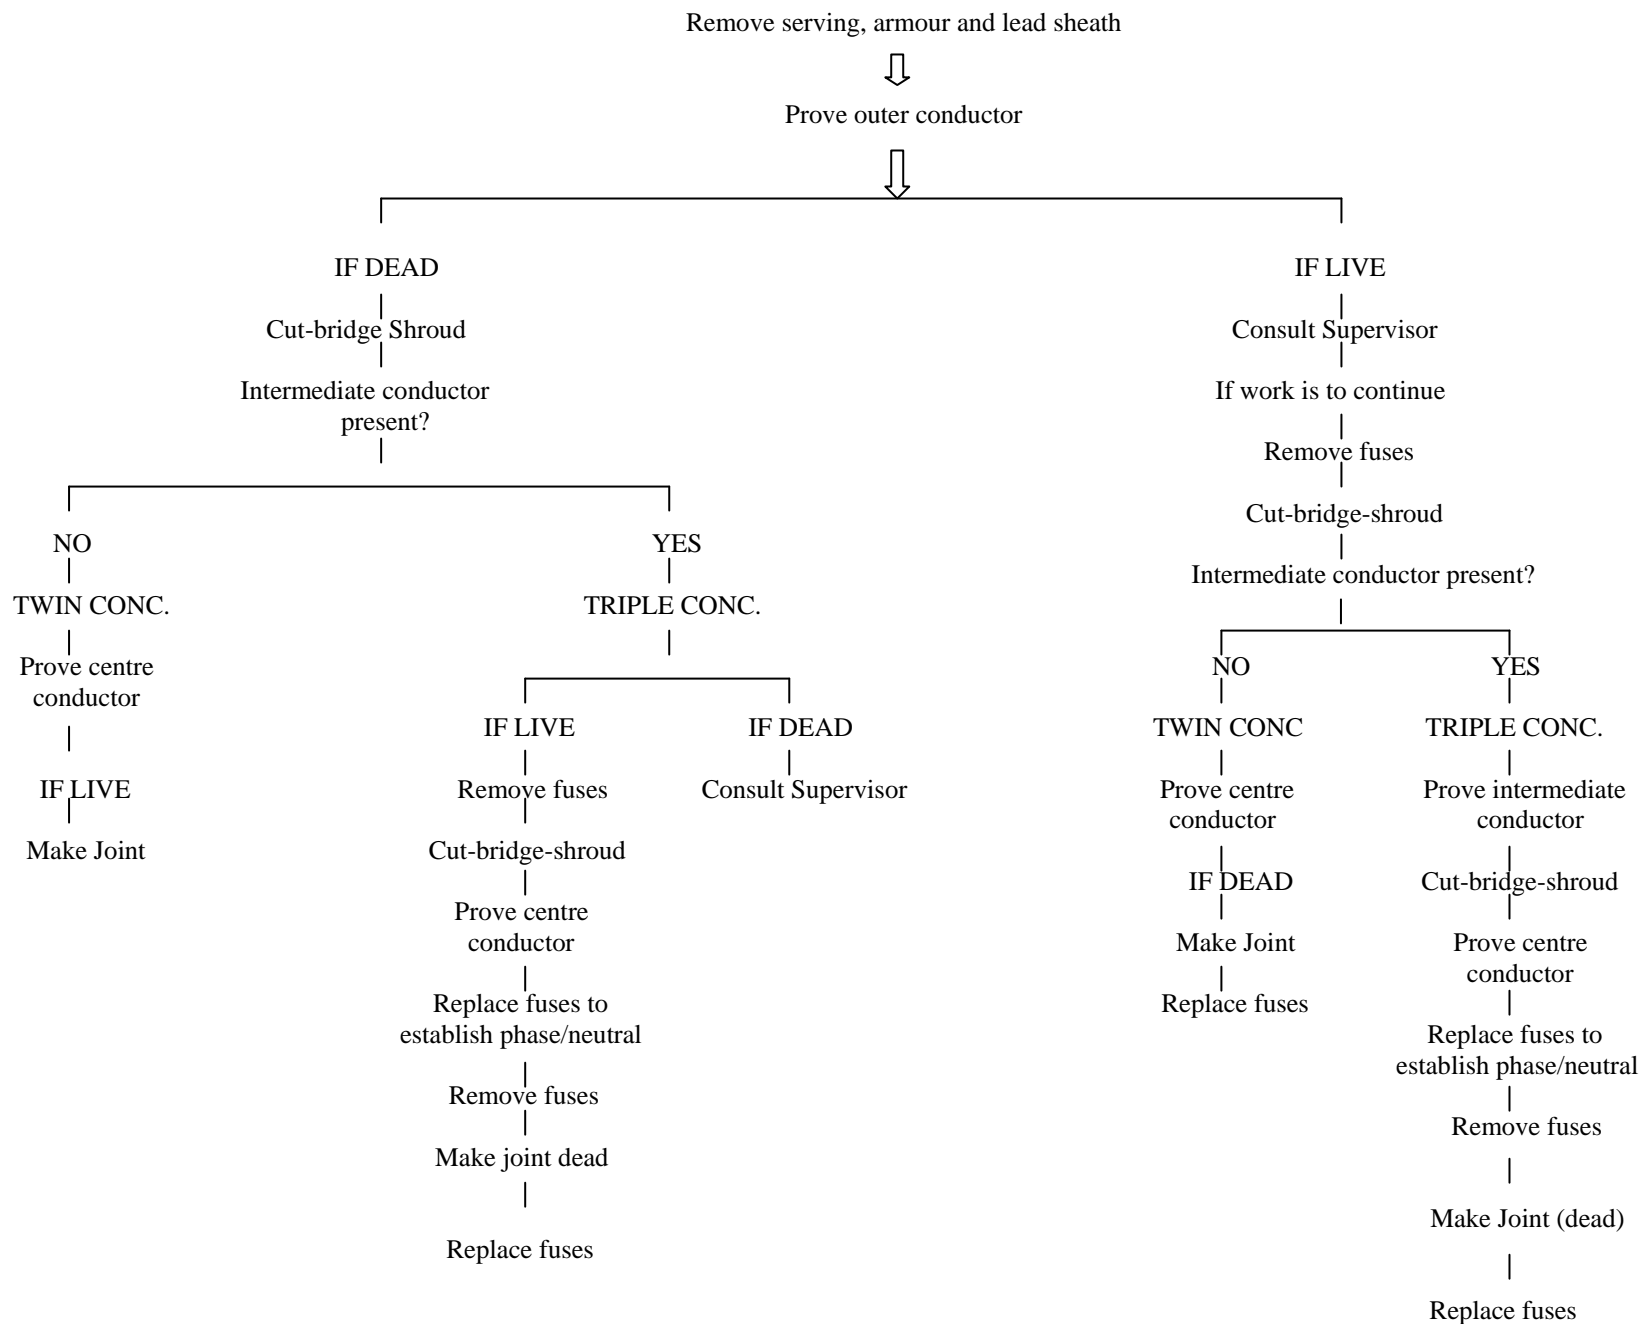 Remove serving, armour and lead sheath
Prove outer conductor
IF DEAD
Cut-bridge Shroud
Intermediate conductor
present?
NO
TWIN CONC.
Prove centre
conductor
IF LIVE
Make Joint
YES
TRIPLE CONC.
IF LIVE
Remove fuses
Cut-bridge-shroud
Prove centre
conductor
Replace fuses to
establish phase/neutral
Remove fuses
Make joint dead
Replace fuses
IF DEAD
Consult Supervisor
IF LIVE
Consult Supervisor
If work is to continue
Remove fuses
Cut-bridge-shroud
Intermediate conductor present?
NO
TWIN CONC
Prove centre
conductor
IF DEAD
Make Joint
Replace fuses
YES
TRIPLE CONC.
Prove intermediate
conductor
Cut-bridge-shroud
Prove centre
conductor
Replace fuses to
establish phase/neutral
Remove fuses
Make Joint (dead)
Replace fuses